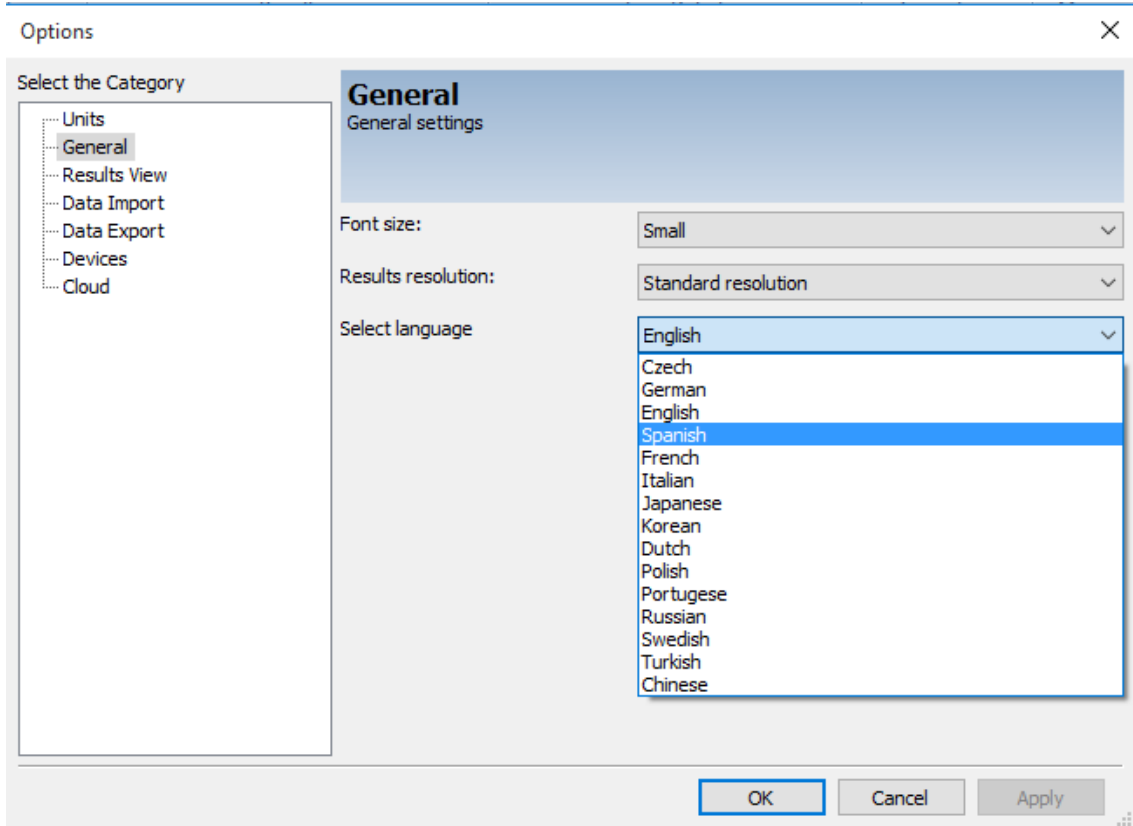 Options
Select the Category
Units
General
Results View
Data Import
Data Export
Devices
Cloud
General
General settings
Font size:
Small
Results resolution:
Standard resolution
Select language
English
Czech
German
English
Spanish
French
Italian
Japanese
Korean
Dutch
Polish
Portugese
Russian
Swedish
Turkish
Chinese
OK
Cancel
Apply